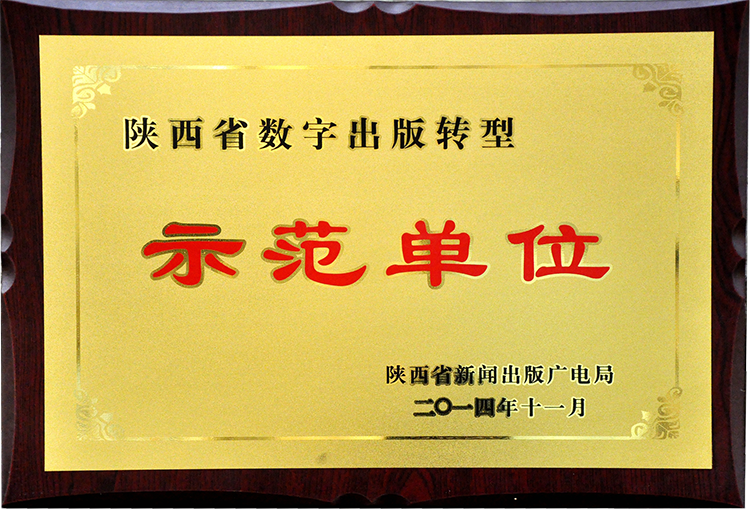 陕西省数字出版转型
示范单位
陕西省新闻出版广电局
二〇一四年十一月